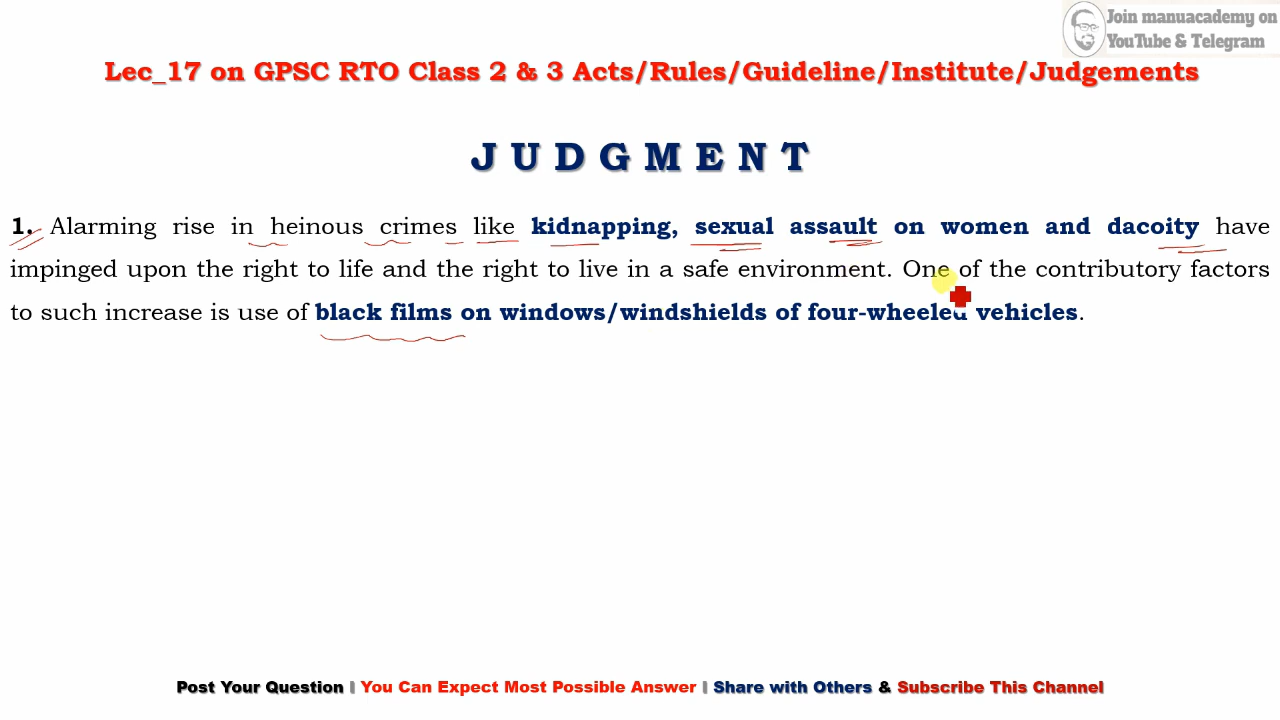 Join manuacademy on
YouTube & Telegram
Lec_17 on GPSC RTO Class 2 & 3 Acts/Rules/Guideline/Institute/Judgements
J U D G M E N T
1. Alarming rise in heinous crimes like kidnapping, sexual assault on women and dacoity have
impinged upon the right to life and the right to live in a safe environment. One of the contributory factors
to such increase is use of black films on windows/windshields of four-wheeled vehicles.
Post Your Question | You Can Expect Most Possible Answer | Share with Others & Subscribe This Channel